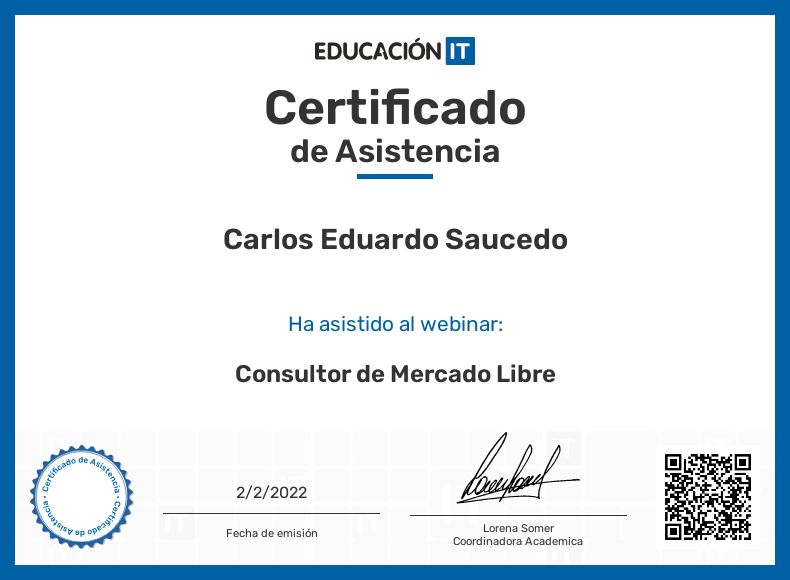 EDUCACIÓN IT
Certificado
de Asistencia
Carlos Eduardo Saucedo
Ha asistido al webinar:
Consultor de Mercado Libre
Certificado de Asistencia • Certificado de Asistencia •
2/2/2022
Fecha de emisión
Lorena Somer
Coordinadora Academica